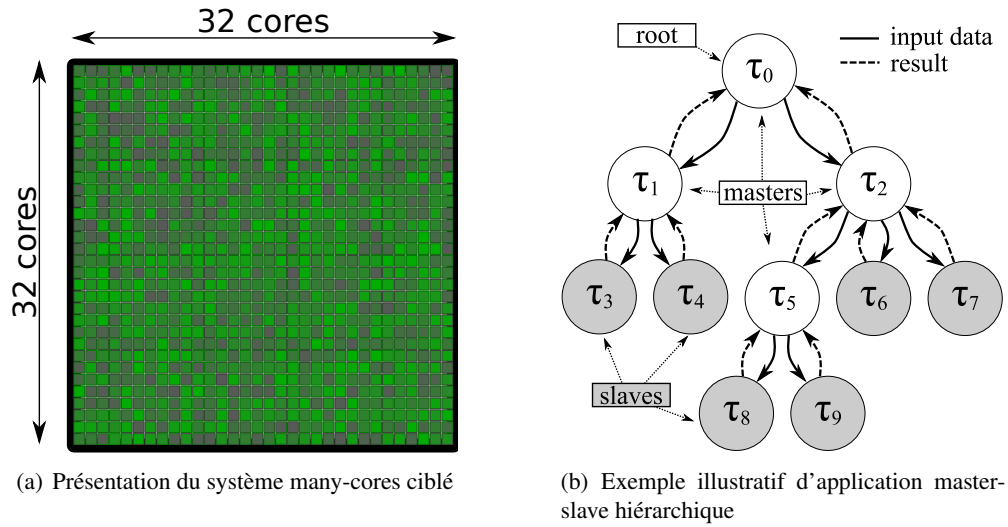 32 cores
32 cores
(a) Présentation du système many-cores ciblé
root
input data
result
τ0
τ1
masters
τ2
τ3
τ4
τ5
τ6
τ7
slaves
τ8
τ9
(b) Exemple illustratif d'application master-
slave hiérarchique